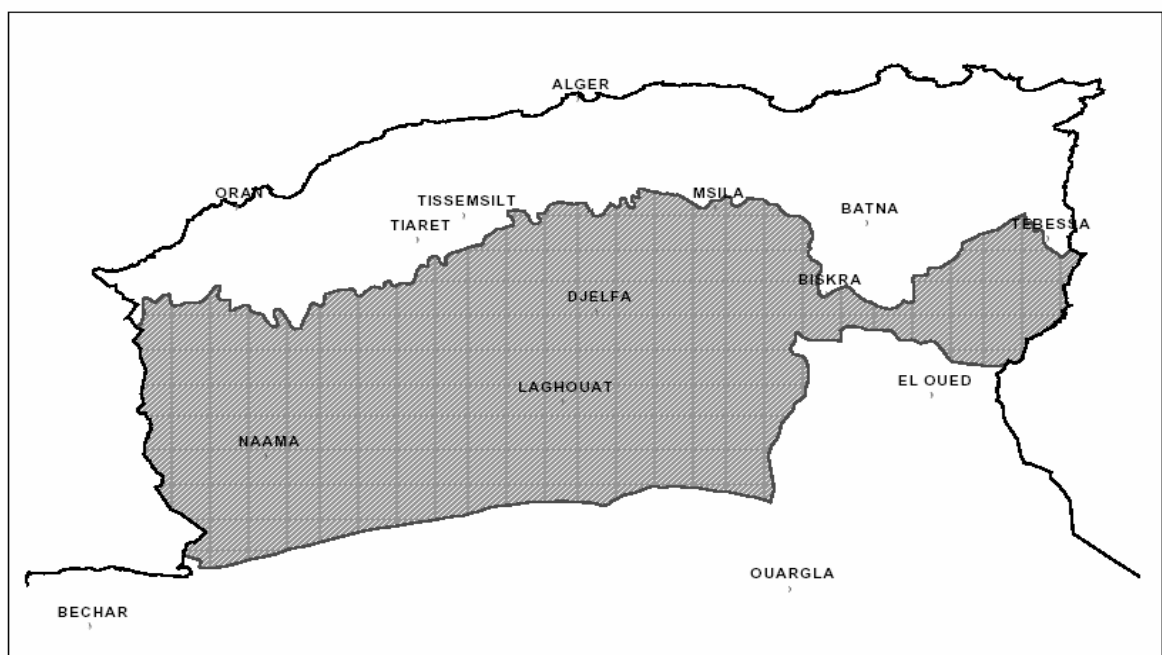 ALGER
ORAN
TISSEMSILT
MSILA
BATNA
TIARET
TEBESSA
BISKRA
DJELFA
LAGHOUAT
EL OUED
NAAMA
OUARGLA
BECHAR